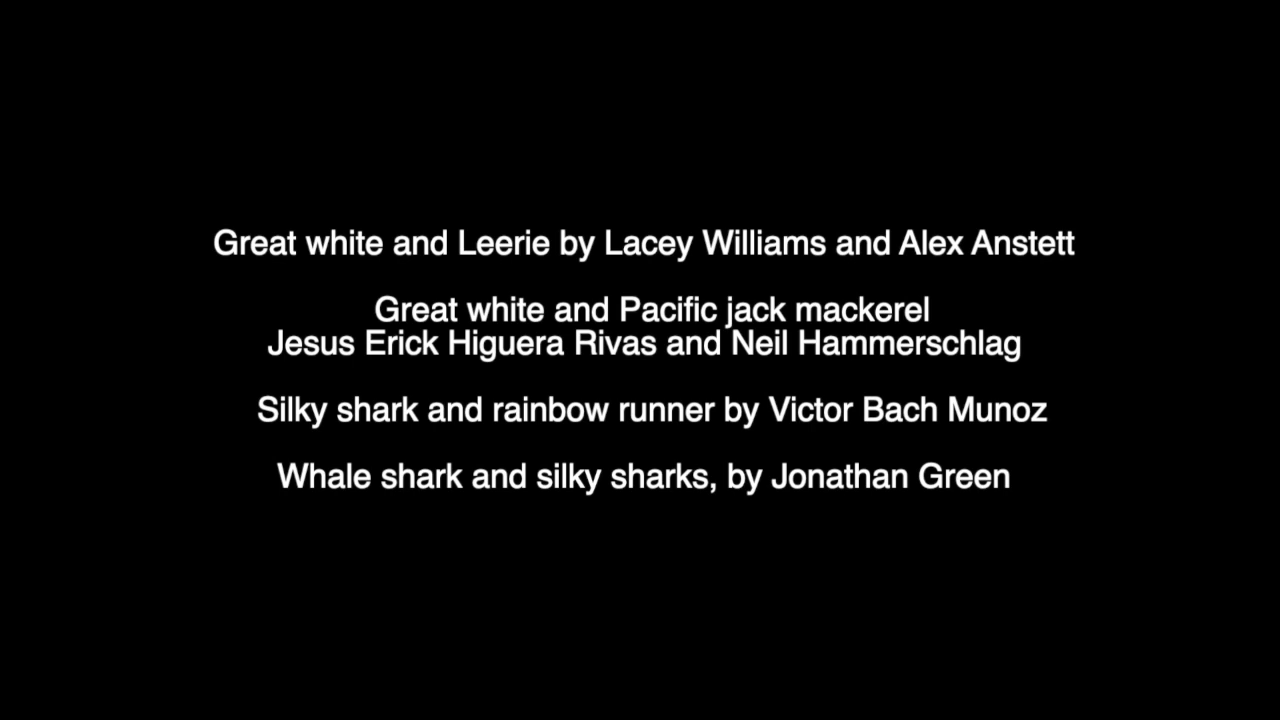 Great white and Leerie by Lacey Williams and Alex Anstett
Great white and Pacific jack mackerel
Jesus Erick Higuera Rivas and Neil Hammerschlag
Silky shark and rainbow runner by Victor Bach Munoz
Whale shark and silky sharks, by Jonathan Green